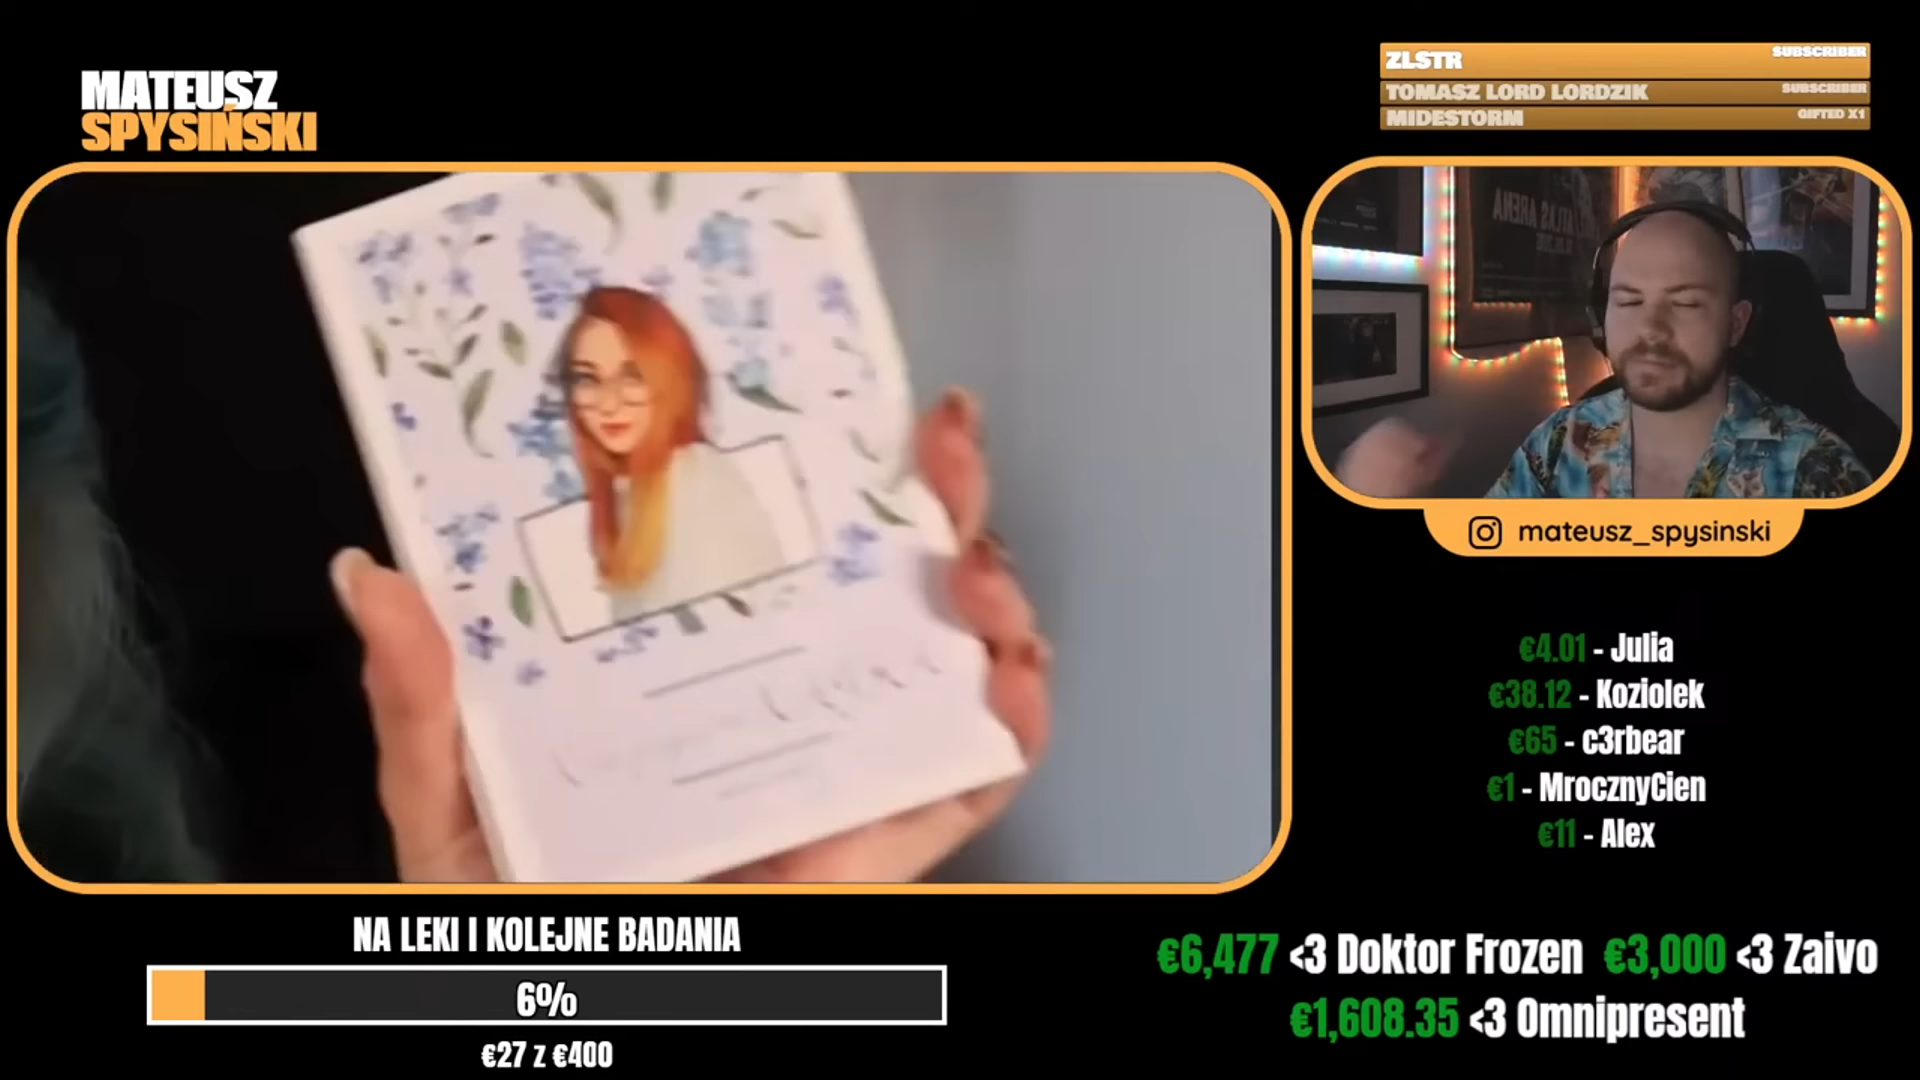 MATEUSZ
SPYSIŃSKI
ZLSTR SUBSCRIBER
TOMASZ LORD LORDZIK SUBSCRIBER
MIDESTORM GIFTED X1
ATLAS ARENA
mateusz_spysinski
€4.01 - Julia
€38.12 - Koziolek
€65 - c3rbear
€1 - MrocznyCien
€11 - Alex
NA LEKI I KOLEJNE BADANIA
6%
€27 z €400
€6,477 <3 Doktor Frozen €3,000 <3 Zaivo
€1,608.35 <3 Omnipresent